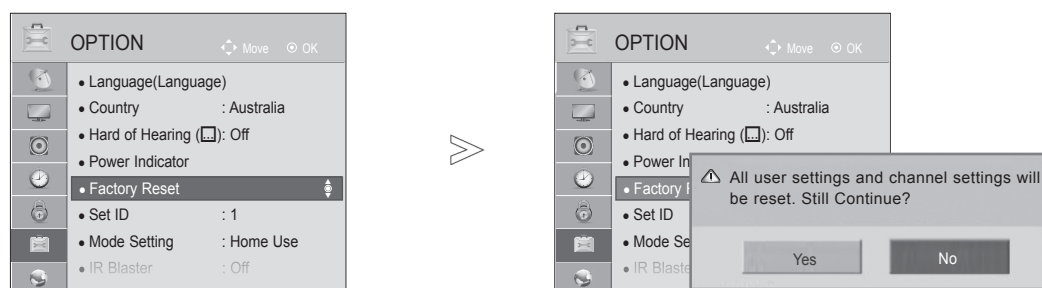 OPTION
Move OK
● Language(Language)
● Country : Australia
● Hard of Hearing ( ): Off
● Power Indicator
● Factory Reset
● Set ID : 1
● Mode Setting : Home Use
● IR Blaster : Off
OPTION
Move OK
● Language(Language)
● Country : Australia
● Hard of Hearing ( ): Off
● Power In
● Factory R
● Set ID
● Mode Se
● IR Blaste
All user settings and channel settings will
be reset. Still Continue?
Yes No